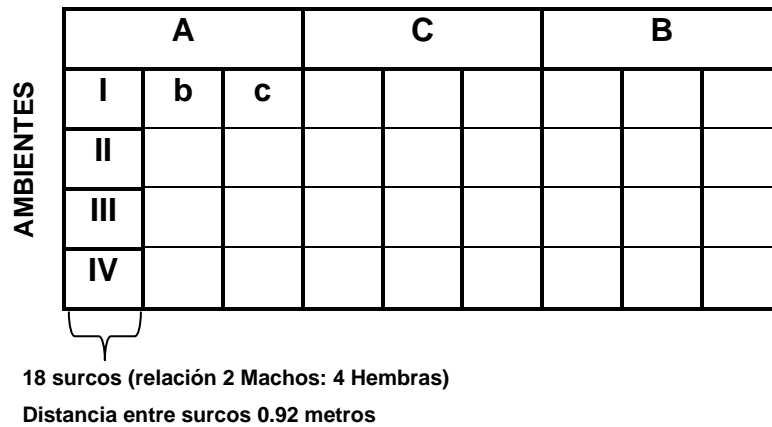 A C B
AMBIENTES
I b c
II
III
IV
18 surcos (relación 2 Machos: 4 Hembras)
Distancia entre surcos 0.92 metros